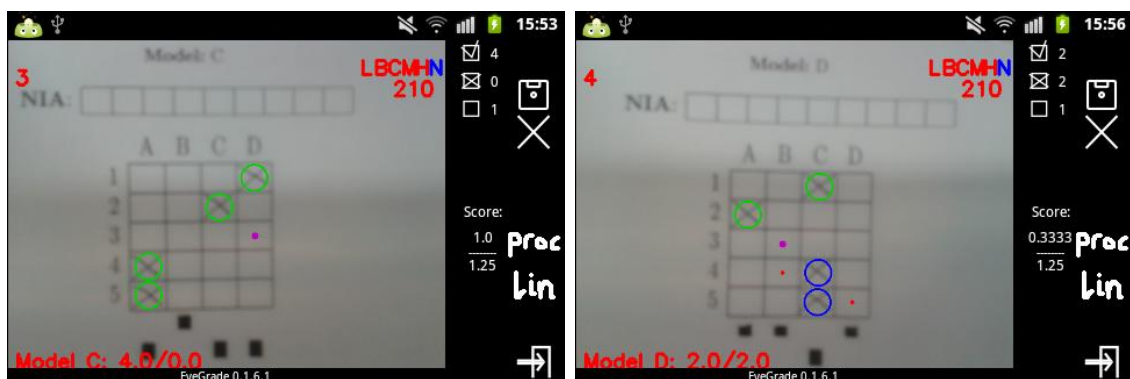 15:53
Model: C
3
LBCMHN
210
4
0
1
NIA:
A B C D
1
2
3
4
5
Score:
1.0
1.25
proc
Lin
Model C: 4.0/0.0
EyeGrade 0.1.6.1
15:56
Model: D
4
LBCMHN
210
2
2
1
NIA:
A B C D
1
2
3
4
5
Score:
0.3333
1.25
proc
Lin
Model D: 2.0/2.0
EyeGrade 0.1.6.1